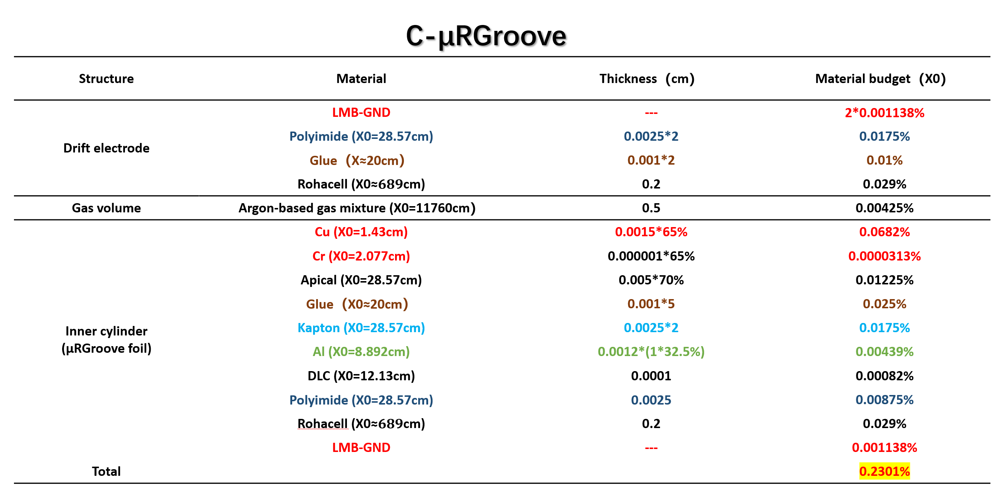 C-μRGroove
Structure Material Thickness（cm） Material budget（X0）
LMB-GND --- 2*0.001138%
Polyimide (X0=28.57cm) 0.0025*2 0.0175%
Drift electrode
Glue（X≈20cm） 0.001*2 0.01%
Rohacell (X0≈689cm) 0.2 0.029%
Gas volume Argon-based gas mixture (X0=11760cm） 0.5 0.00425%
Cu (X0=1.43cm) 0.0015*65% 0.0682%
Cr (X0=2.077cm) 0.000001*65% 0.0000313%
Apical (X0=28.57cm) 0.005*70% 0.01225%
Glue（X0≈20cm） 0.001*5 0.025%
Kapton (X0=28.57cm) 0.0025*2 0.0175%
Inner cylinder
(μRGroove foil)
Al (X0=8.892cm) 0.0012*(1*32.5%) 0.00439%
DLC (X0=12.13cm) 0.0001 0.00082%
Polyimide (X0=28.57cm) 0.0025 0.00875%
Rohacell (X0≈689cm) 0.2 0.029%
LMB-GND --- 0.001138%
Total 0.2301%